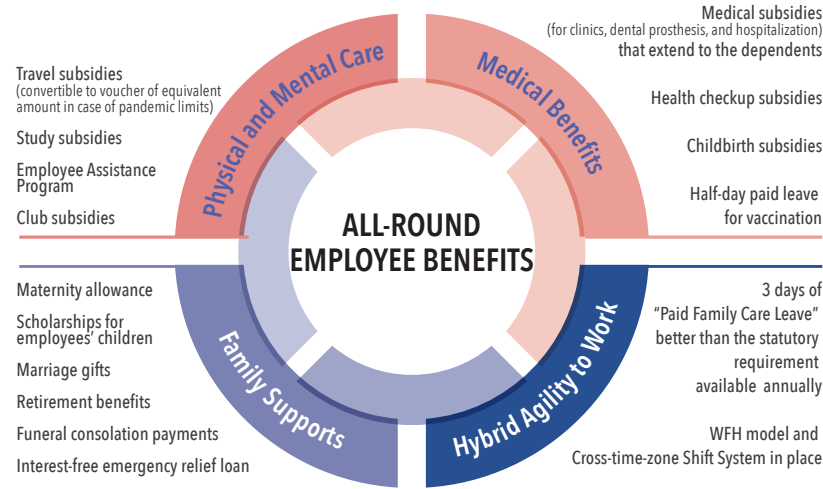 Physical and Mental Care
Travel subsidies
(convertible to voucher of equivalent
amount in case of pandemic limits)
Study subsidies
Employee Assistance
Program
Club subsidies
Medical Benefits
Medical subsidies
(for clinics, dental prosthesis, and hospitalization)
that extend to the dependents
Health checkup subsidies
Childbirth subsidies
Half-day paid leave
for vaccination
ALL-ROUND
EMPLOYEE BENEFITS
Family Supports
Maternity allowance
Scholarships for
employees' children
Marriage gifts
Retirement benefits
Funeral consolation payments
Interest-free emergency relief loan
Hybrid Agility to Work
3 days of
“Paid Family Care Leave”
better than the statutory
requirement
available annually
WFH model and
Cross-time-zone Shift System in place